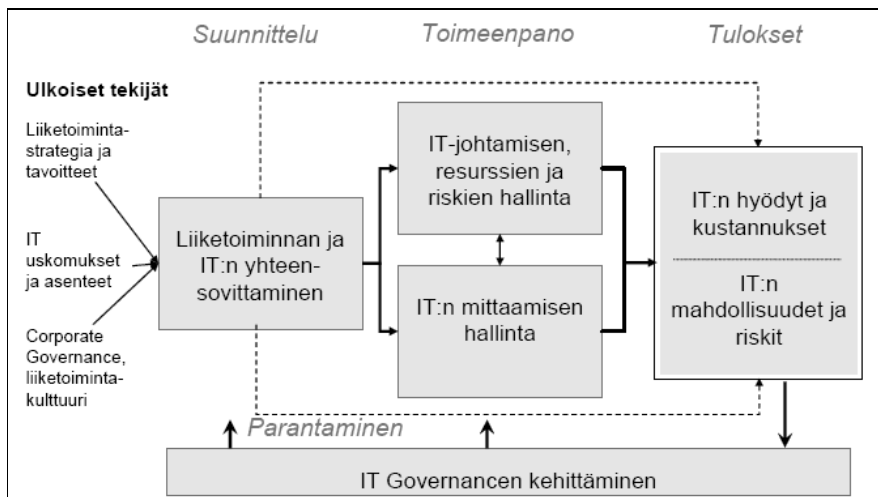 Suunnittelu
Toimeenpano
Tulokset
Ulkoiset tekijät
Liiketoiminta-
strategia ja
tavoitteet
IT
uskomukset
ja asenteet
Corporate
Governance,
liiketoiminta-
kulttuuri
Liiketoiminnan ja
IT:n yhteen-
sovittaminen
IT-johtamisen,
resurssien ja
riskien hallinta
IT:n mittaamisen
hallinta
IT:n hyödyt ja
kustannukset
IT:n
mahdollisuudet ja
riskit
Parantaminen
IT Governancen kehittäminen